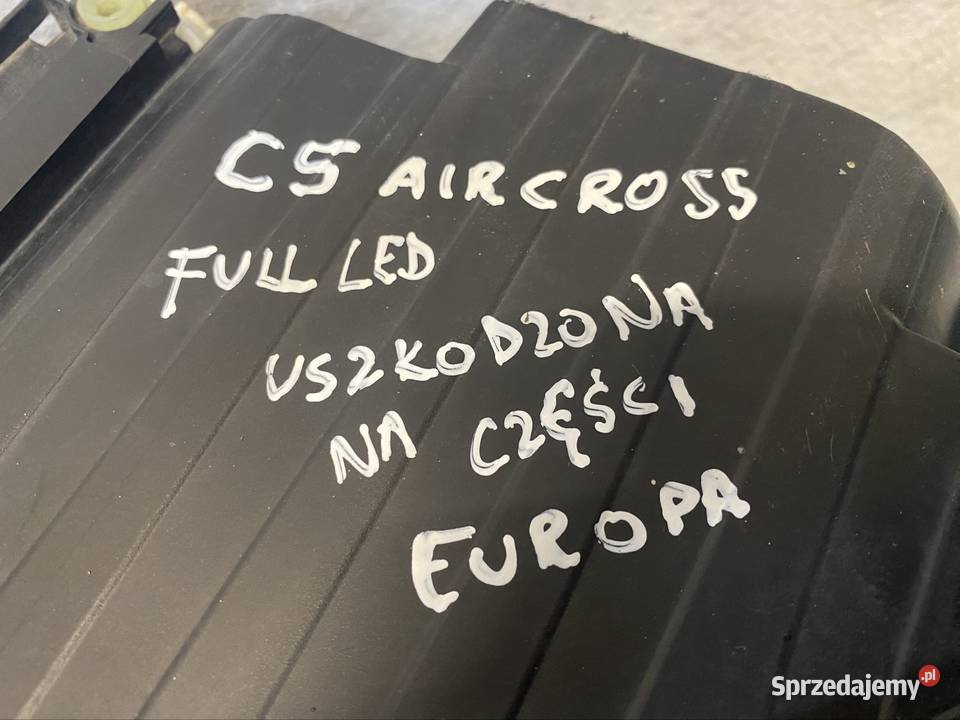 C5 AIRCROSS
FULL LED
USZKODZONA
NA CZĘŚCI
EUROPA
Sprzedajemy.pl